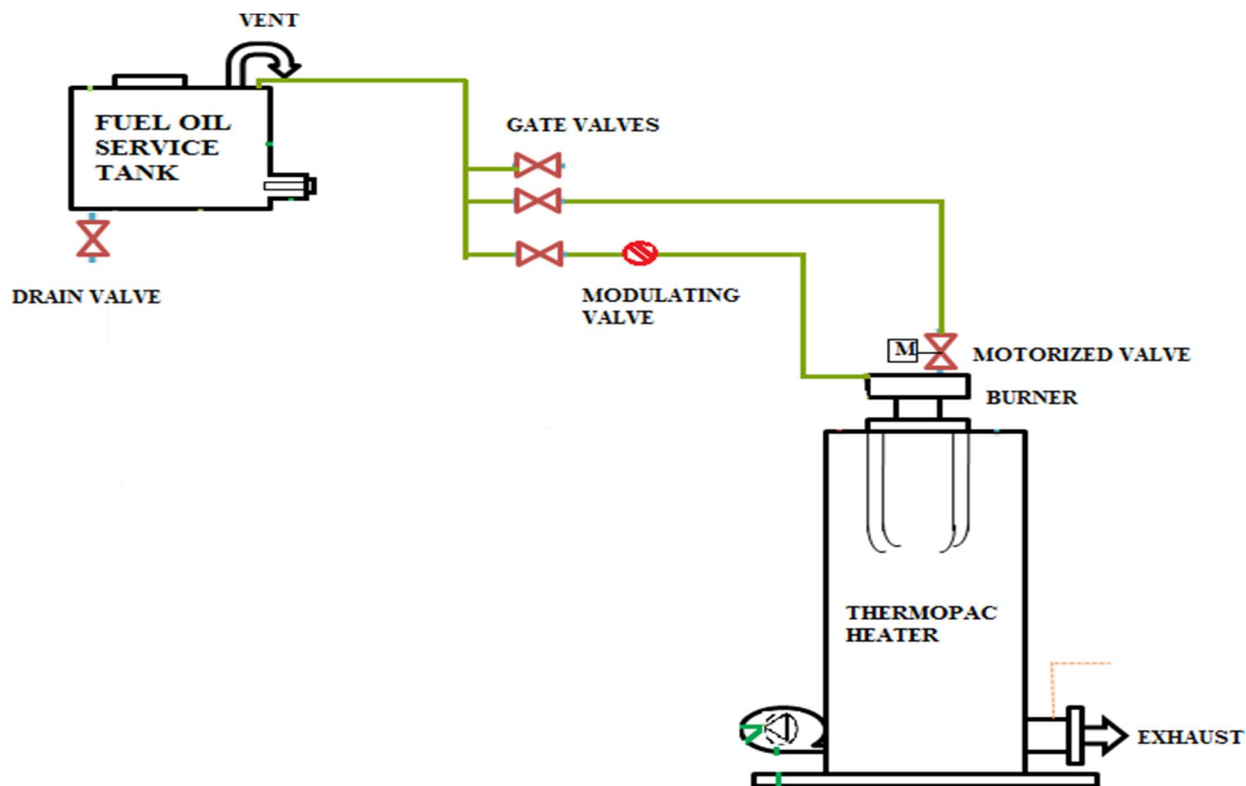 VENT
FUEL OIL
SERVICE
TANK
GATE VALVES
DRAIN VALVE
MODULATING
VALVE
M
MOTORIZED VALVE
BURNER
THERMOPAC
HEATER
EXHAUST